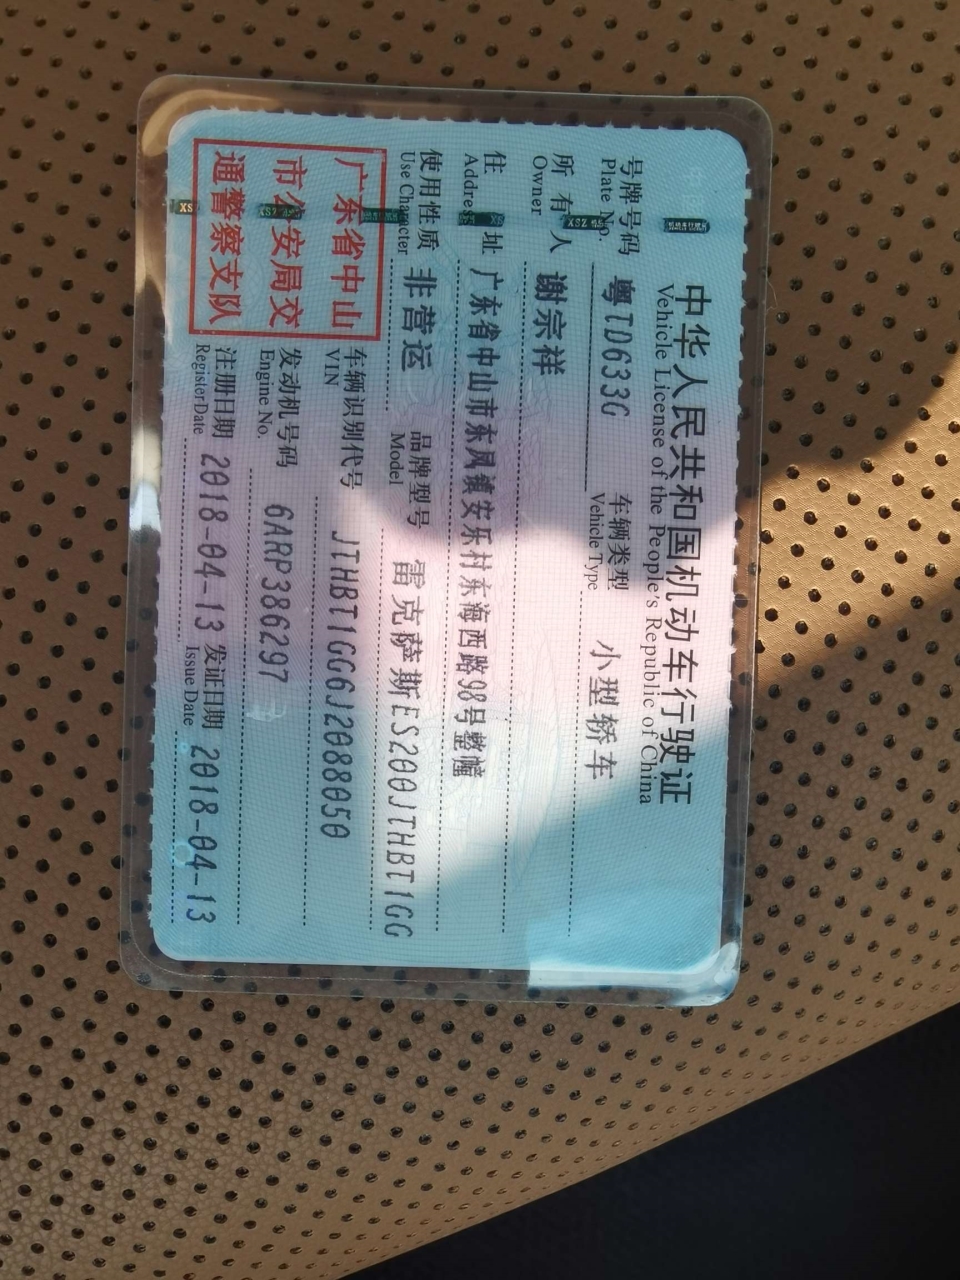 中华人民共和国机动车行驶证
Vehicle License of the People's Republic of China
号牌号码 粤TD633G 车辆类型 小型轿车
Plate No. Vehicle Type
所有人 谢宗祥
Owner
住址 广东省中山市东凤镇安乐村东海西路98号整幢
Address
使用性质 非营运 品牌型号 雷克萨斯ES200JTHBT1GG
Use Character Model
广东省中山
市公安局交
通警察支队
车辆识别代号 JTHBT1GG6J2088050
VIN
发动机号码 6ARP386297
Engine No.
注册日期 2018-04-13 发证日期 2018-04-13
Register Date Issue Date